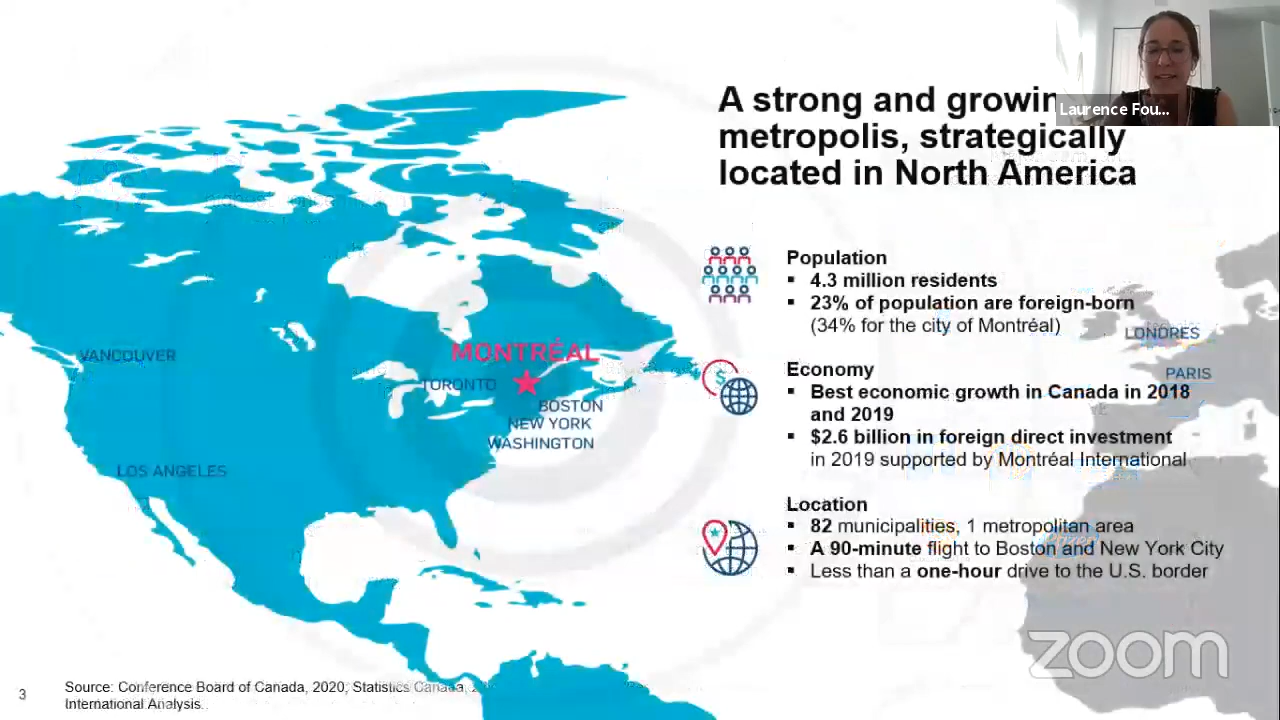 Laurence Fou...
A strong and growin
metropolis, strategically
located in North America
Population
▪ 4.3 million residents
▪ 23% of population are foreign-born
(34% for the city of Montréal)
Economy
▪ Best economic growth in Canada in 2018
and 2019
▪ $2.6 billion in foreign direct investment
in 2019 supported by Montréal International
Location
▪ 82 municipalities, 1 metropolitan area
▪ A 90-minute flight to Boston and New York City
▪ Less than a one-hour drive to the U.S. border
VANCOUVER
MONTRÉAL
TORONTO
BOSTON
NEW YORK
WASHINGTON
LOS ANGELES
LONDRES
PARIS
zoom
3
Source: Conference Board of Canada, 2020, Statistics Canada,
International Analysis.